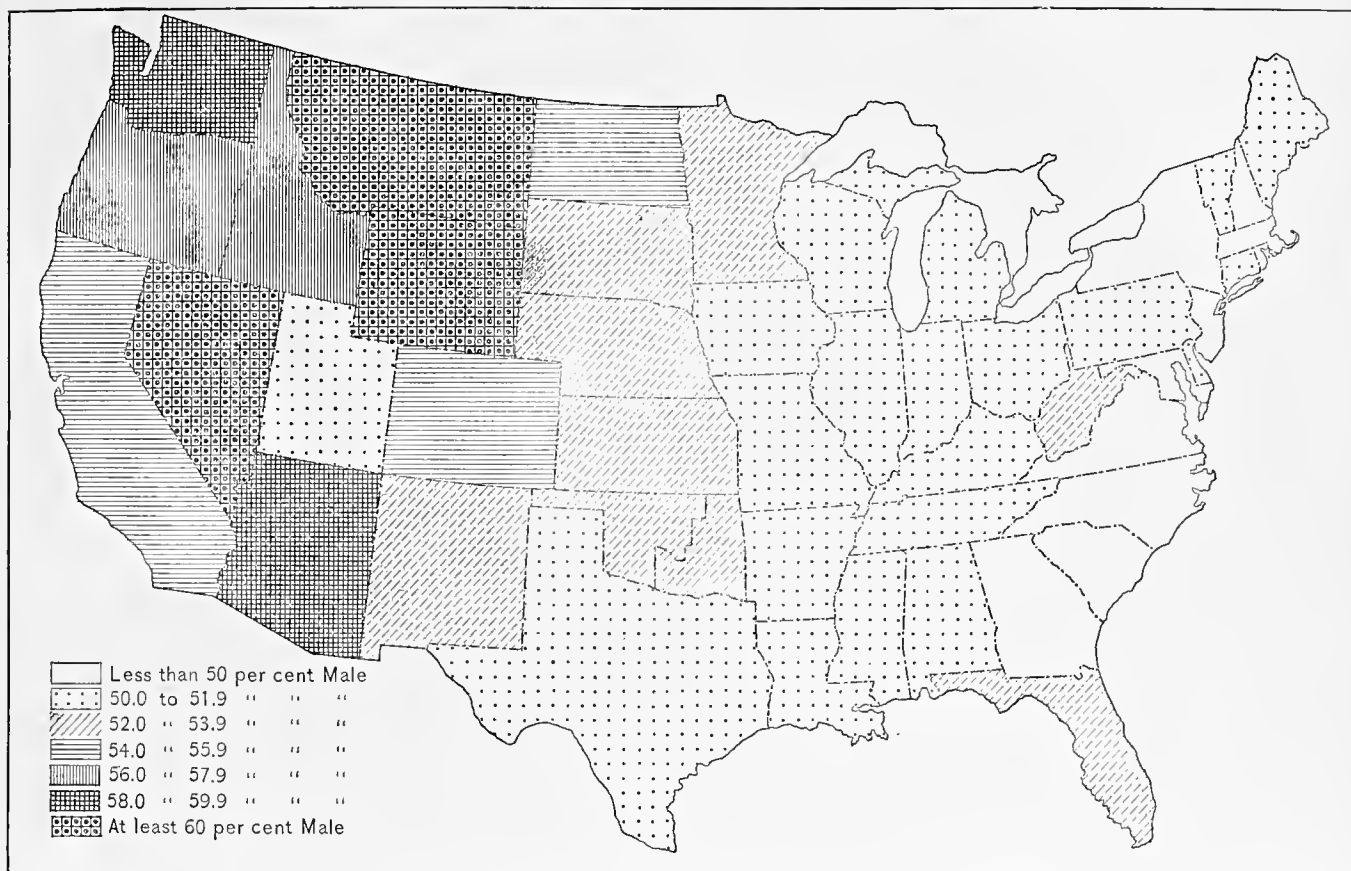 Less than 50 per cent Male
50.0 to 51.9 “ “ “
52.0 “ 53.9 “ “ “
54.0 “ 55.9 “ “ “
56.0 “ 57.9 “ “ “
58.0 “ 59.9 “ “ “
At least 60 per cent Male